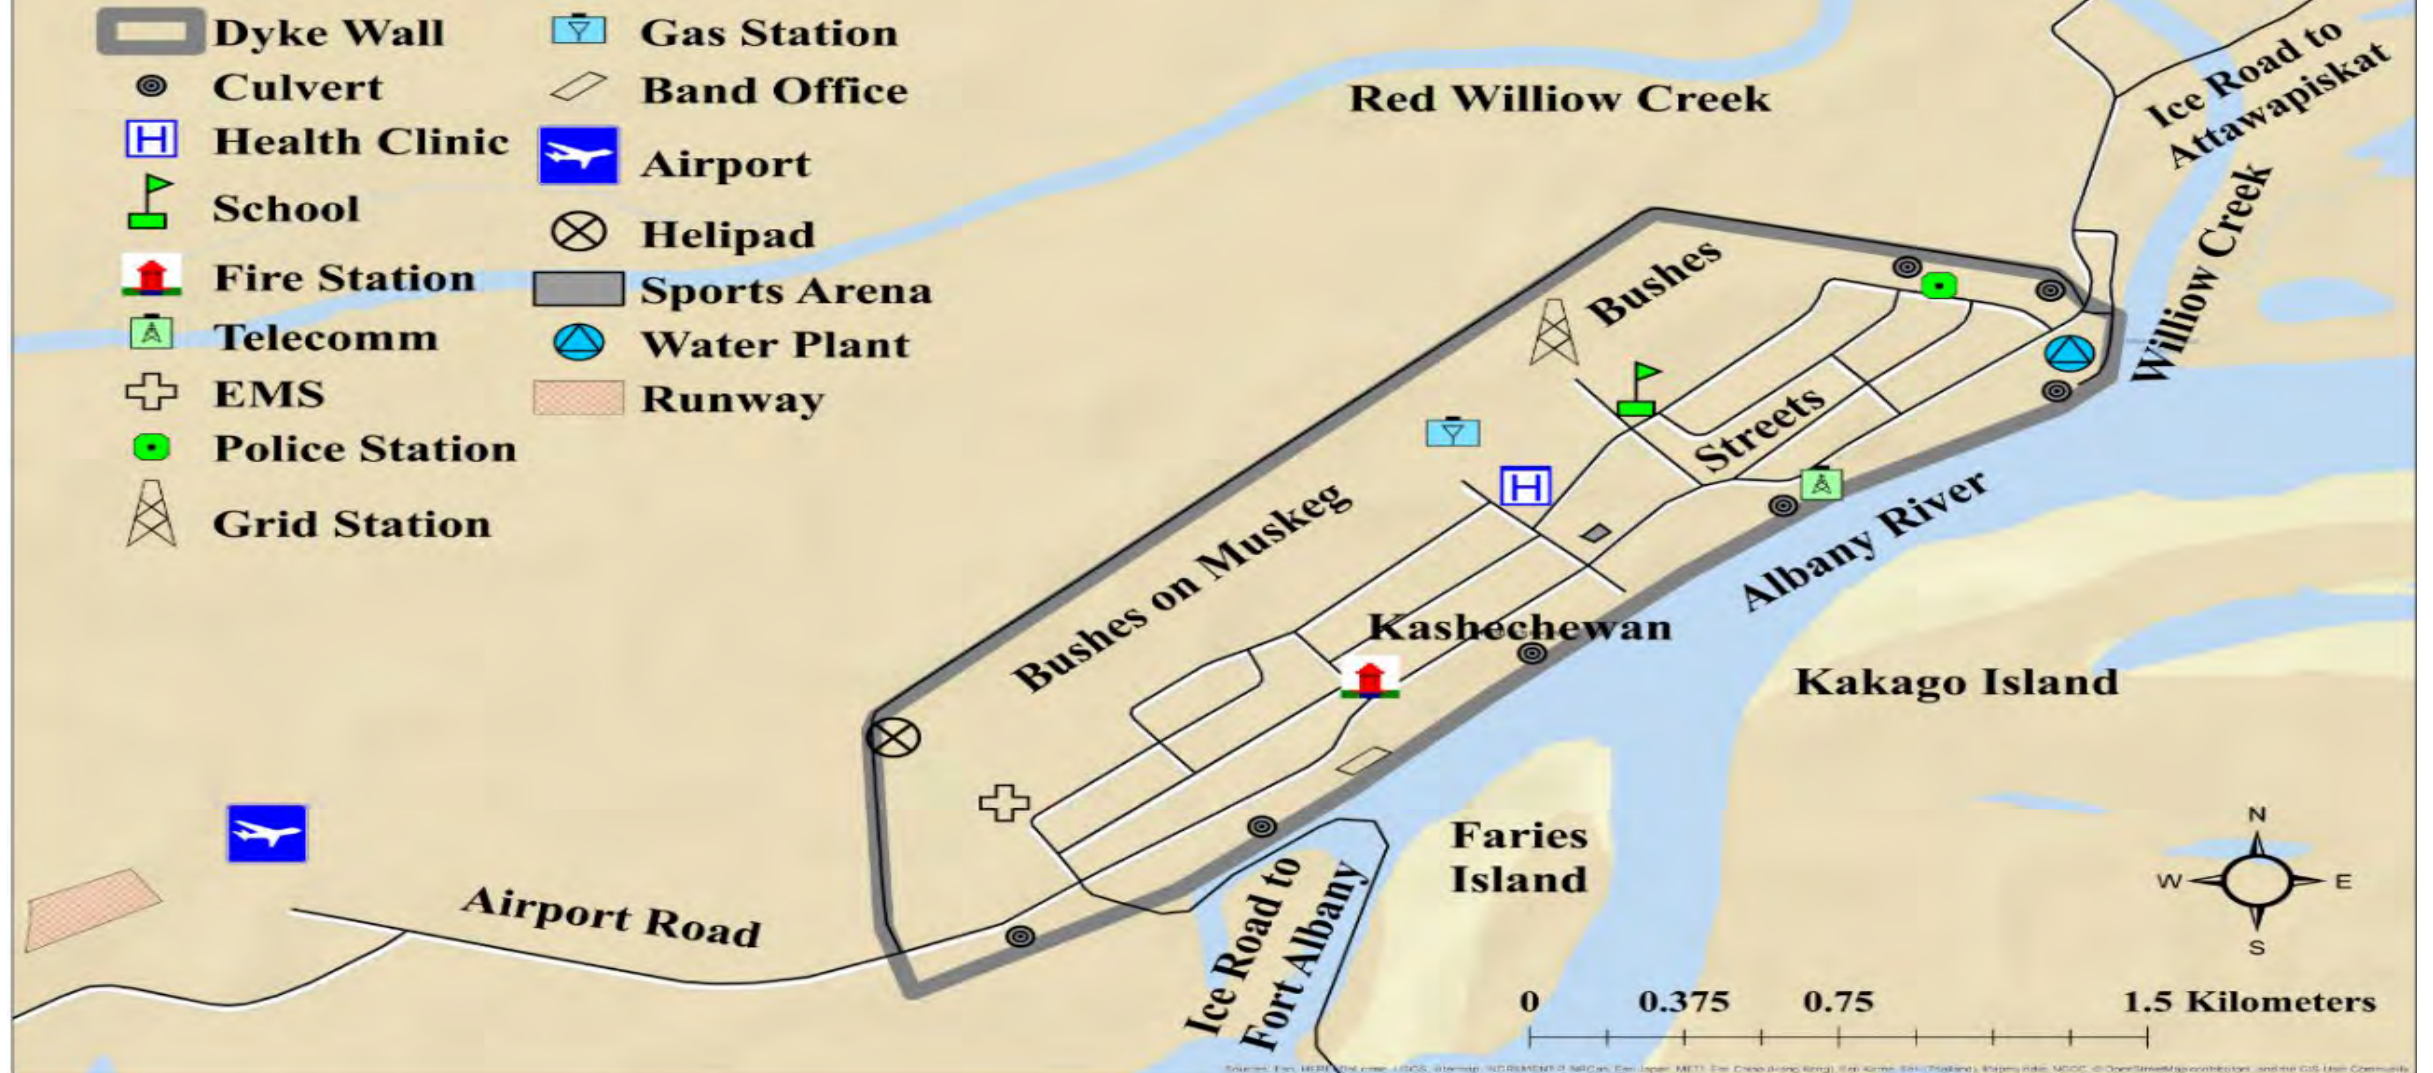 Dyke Wall
Culvert
Health Clinic
School
Fire Station
Telecomm
EMS
Police Station
Grid Station
Gas Station
Band Office
Airport
Helipad
Sports Arena
Water Plant
Runway
Red Williow Creek
Ice Road to
Attawapiskat
Williow Creek
Bushes
Streets
Bushes on Muskeg
Albany River
Kashechewan
Kakago Island
Faries
Island
Airport Road
Ice Road to
Fort Albany
N
W
E
S
0 0.375 0.75 1.5 Kilometers